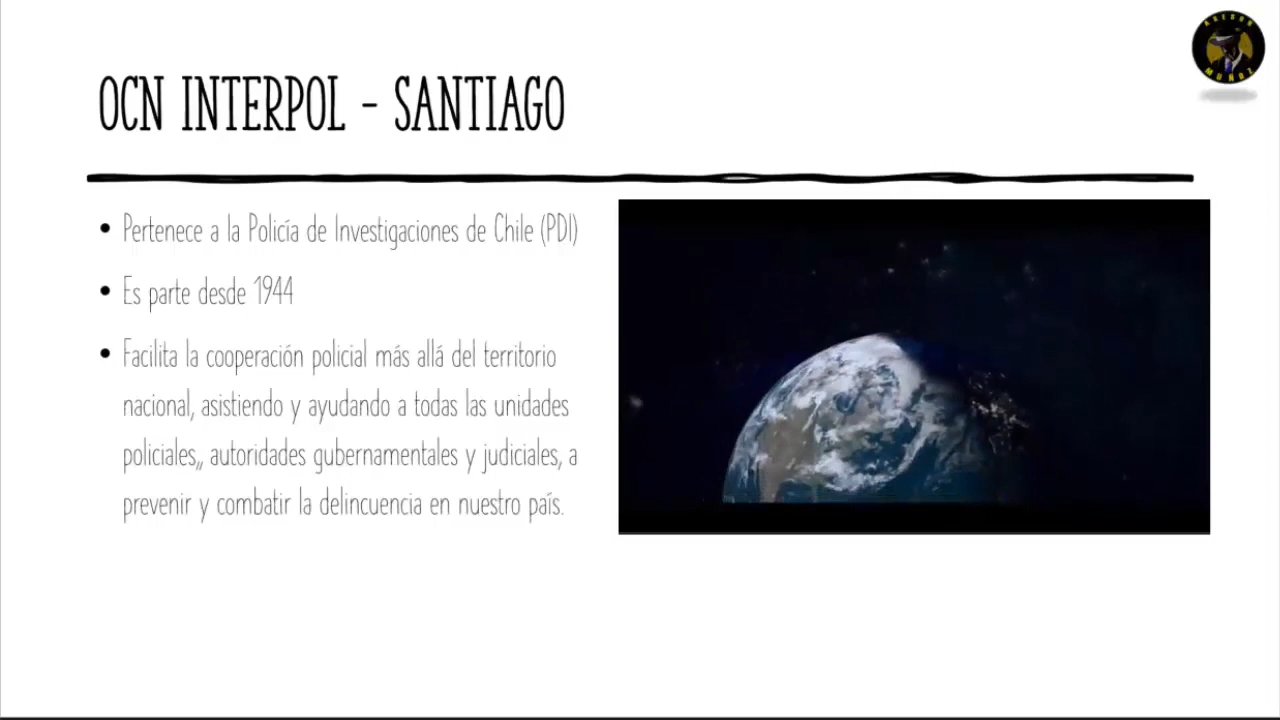 ASESOR
MUÑOZ
OCN INTERPOL - SANTIAGO
• Pertenece a la Policía de Investigaciones de Chile (PDI)
• Es parte desde 1944
• Facilita la cooperación policial más allá del territorio
nacional, asistiendo y ayudando a todas las unidades
policiales,, autoridades gubernamentales y judiciales, a
prevenir y combatir la delincuencia en nuestro país.